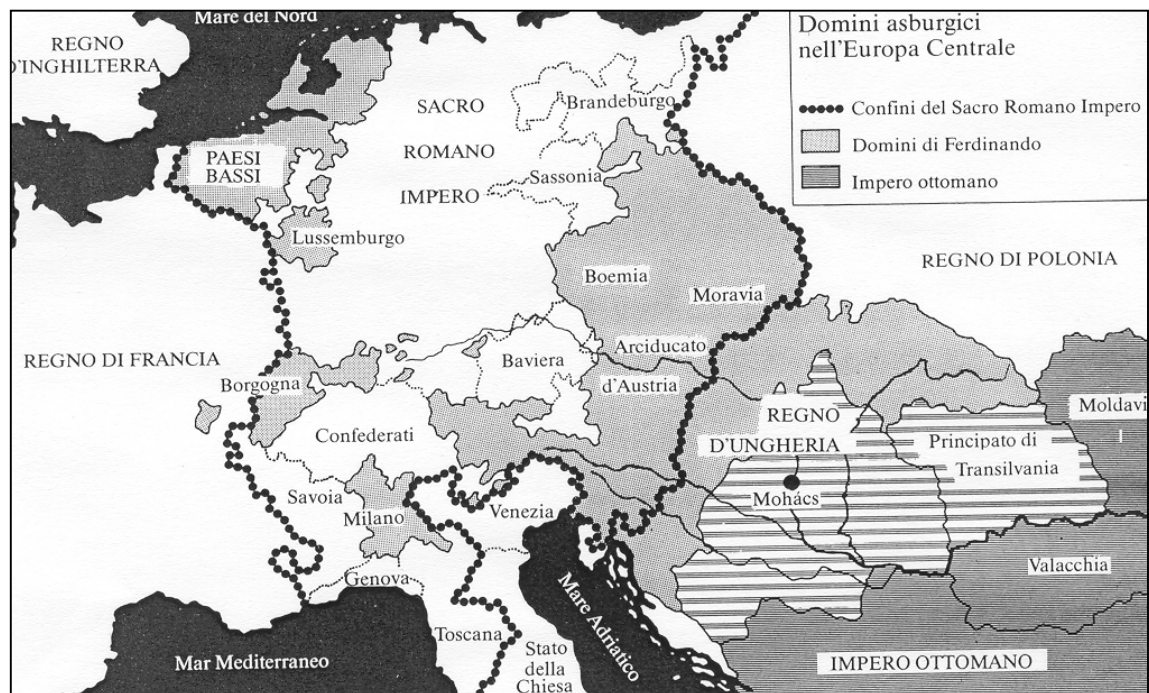 Mare del Nord
REGNO
D'INGHILTERRA
Domini asburgici
nell'Europa Centrale
Confini del Sacro Romano Impero
Domini di Ferdinando
Impero ottomano
SACRO
ROMANO
IMPERO
Brandeburgo
PAESI
BASSI
Sassonia
Lussemburgo
Boemia
Moravia
REGNO DI POLONIA
REGNO DI FRANCIA
Baviera
Arciducato
d'Austria
Borgogna
Confederati
REGNO
D'UNGHERIA
Moldavi
Principato di
Transilvania
Mohács
Savoia
Milano
Venezia
Genova
Valacchia
Mare Adriatico
Toscana
Stato
della
Chiesa
Mar Mediterraneo
IMPERO OTTOMANO